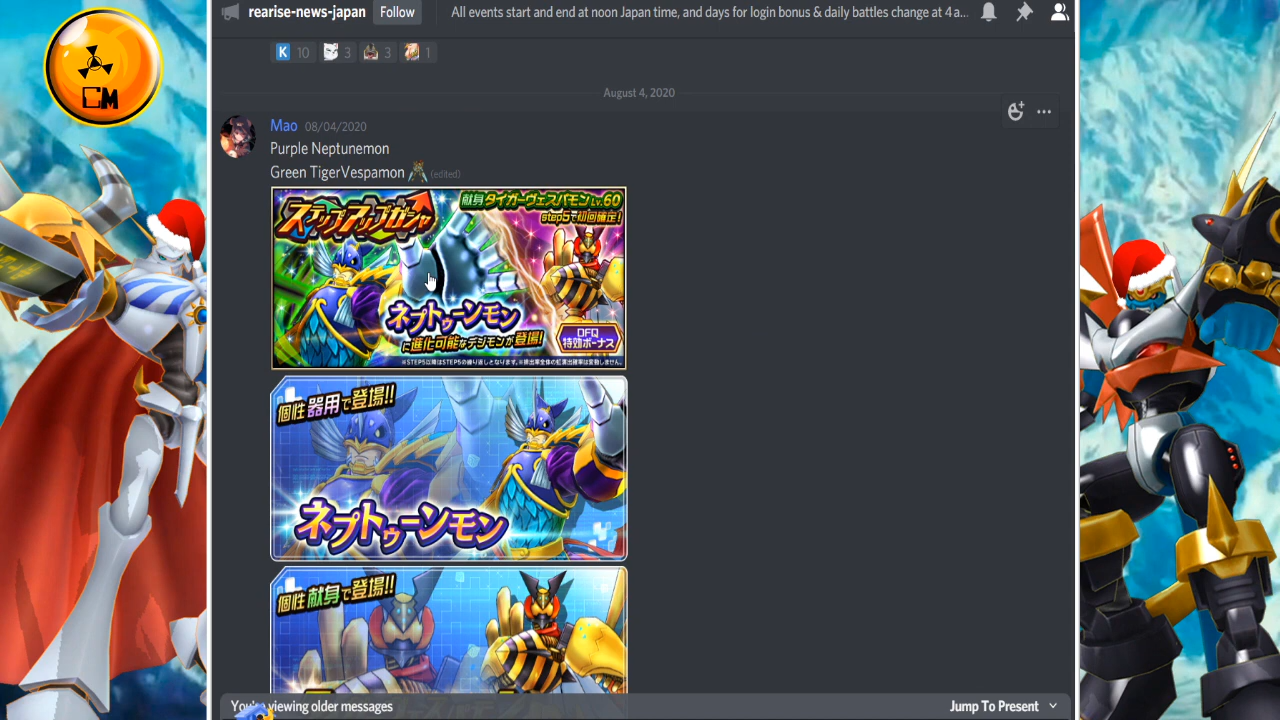 rearise-news-japan
Follow
All events start and end at noon Japan time, and days for login bonus & daily battles change at 4 a...
CM
K 10
3
3
1
August 4, 2020
Mao 08/04/2020
Purple Neptunemon
Green TigerVespamon (edited)
ステップアップガシャ
献身タイガーヴェスパモンLv.60
step5で初回確定!
ネプトゥーンモン
に進化可能なデジモンが登場!
DFQ
特効ボーナス
個性 器用で登場!!
ネプトゥーンモン
個性 献身で登場!!
You're viewing older messages
Jump To Present